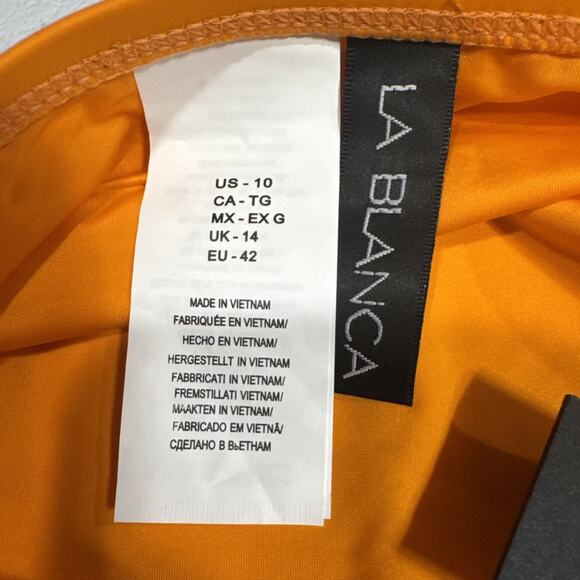 US - 10
CA - TG
MX - EX G
UK - 14
EU - 42
MADE IN VIETNAM
FABRIQUÉE EN VIETNAM/
HECHO EN VIETNAM/
HERGESTELLT IN VIETNAM/
FABBRICATI IN VIETNAM/
FREMSTILLATI VIETNAM/
MAAKTEN IN VIETNAM/
FABRICADO EM VIETNÃ/
СДЕЛАНО В ВЬЕТНАМ
LA BLANCA